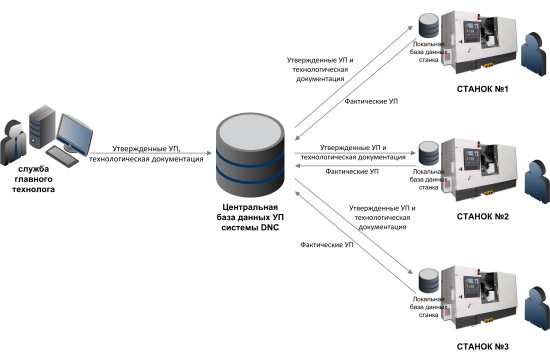 Утвержденные УП и
технологическая
документация
Локальная
база данных
станка
СТАНОК №1
Фактические УП
Утвержденные УП,
технологическая документация
служба
главного
технолога
Центральная
база данных УП
системы DNC
Утвержденные УП и
технологическая документация
Фактические УП
Локальная
база данных
станка
СТАНОК №2
Утвержденные УП и
технологическая
документация
Фактические УП
Локальная
база данных
станка
СТАНОК №3